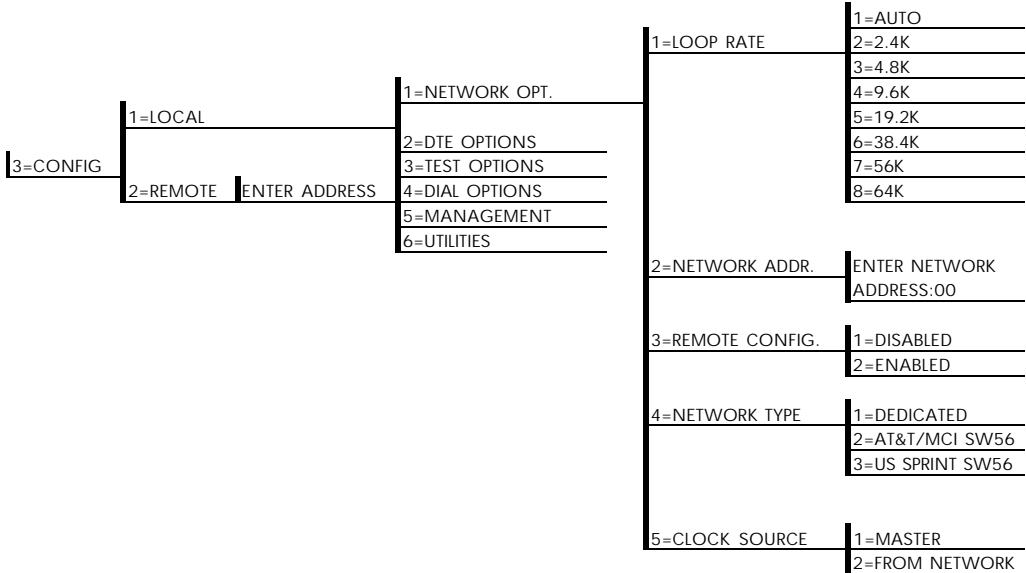 3=CONFIG
1=LOCAL
2=REMOTE
ENTER ADDRESS
1=NETWORK OPT.
2=DTE OPTIONS
3=TEST OPTIONS
4=DIAL OPTIONS
5=MANAGEMENT
6=UTILITIES
1=LOOP RATE
1=AUTO
2=2.4K
3=4.8K
4=9.6K
5=19.2K
6=38.4K
7=56K
8=64K
2=NETWORK ADDR.
ENTER NETWORK
ADDRESS:00
3=REMOTE CONFIG.
1=DISABLED
2=ENABLED
4=NETWORK TYPE
1=DEDICATED
2=AT&T/MCI SW56
3=US SPRINT SW56
5=CLOCK SOURCE
1=MASTER
2=FROM NETWORK